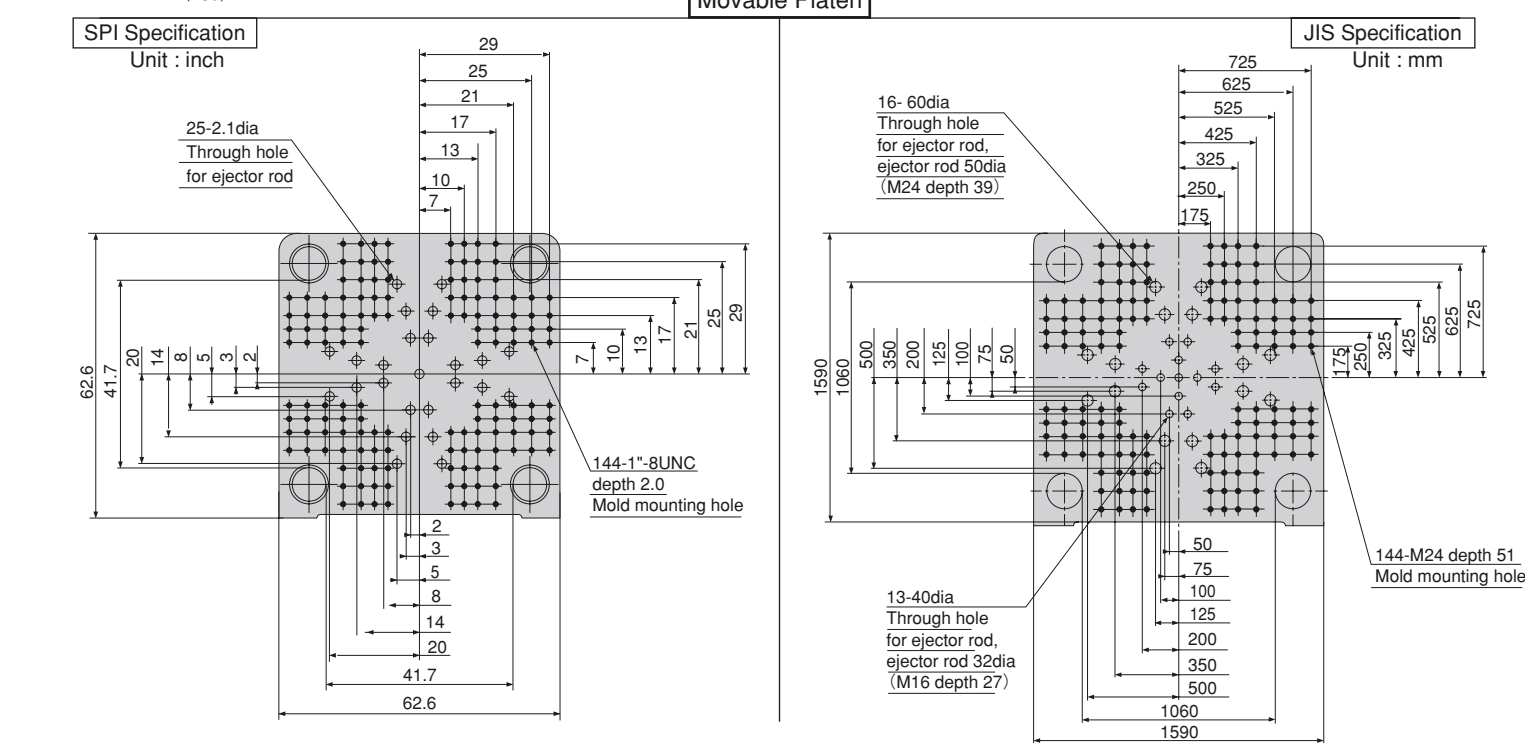 Movable Platen
SPI Specification
Unit : inch
29
25
21
17
13
10
7
25-2.1dia
Through hole
for ejector rod
62.6
41.7
20
14
8
5
3
2
7
10
13
17
21
25
29
144-1"-8UNC
depth 2.0
Mold mounting hole
2
3
5
8
14
20
41.7
62.6
JIS Specification
Unit : mm
725
625
525
425
325
250
175
16- 60dia
Through hole
for ejector rod,
ejector rod 50dia
(M24 depth 39)
1590
1060
500
350
200
125
100
75
50
175
250
325
425
525
625
725
144-M24 depth 51
Mold mounting hole
13-40dia
Through hole
for ejector rod,
ejector rod 32dia
(M16 depth 27)
50
75
100
125
200
350
500
1060
1590